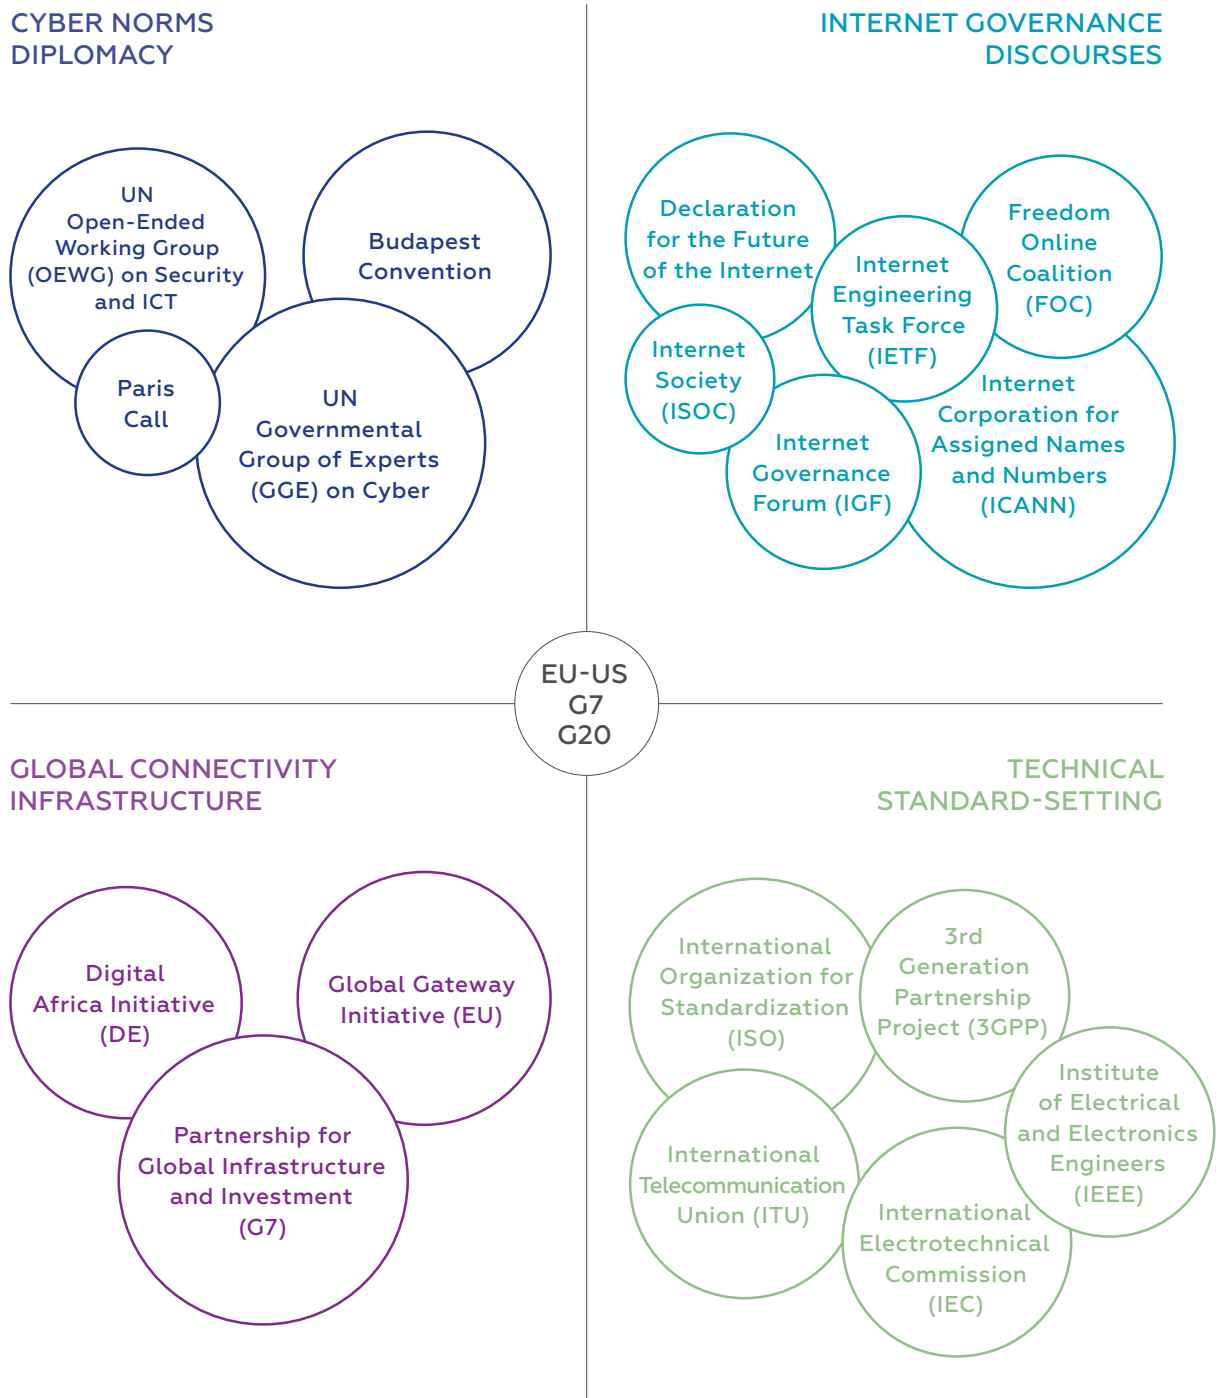 CYBER NORMS
DIPLOMACY
UN
Open-Ended
Working Group
(OEWG) on Security
and ICT
Budapest
Convention
Paris
Call
UN
Governmental
Group of Experts
(GGE) on Cyber
INTERNET GOVERNANCE
DISCOURSES
Declaration
for the Future
of the Internet
Internet
Engineering
Task Force
(IETF)
Freedom
Online
Coalition
(FOC)
Internet
Society
(ISOC)
Internet
Governance
Forum (IGF)
Internet
Corporation for
Assigned Names
and Numbers
(ICANN)
EU-US
G7
G20
GLOBAL CONNECTIVITY
INFRASTRUCTURE
Digital
Africa Initiative
(DE)
Global Gateway
Initiative (EU)
Partnership for
Global Infrastructure
and Investment
(G7)
TECHNICAL
STANDARD-SETTING
International
Organization for
Standardization
(ISO)
3rd
Generation
Partnership
Project (3GPP)
Institute
of Electrical
and Electronics
Engineers
(IEEE)
International
Telecommunication
Union (ITU)
International
Electrotechnical
Commission
(IEC)